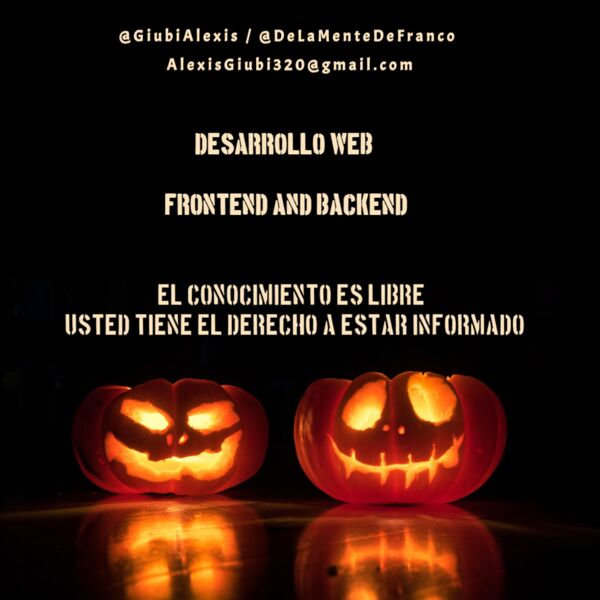 @GiubiAlexis / @DeLaMenteDeFranco
AlexisGiubi320@gmail.com
DESARROLLO WEB
FRONTEND AND BACKEND
EL CONOCIMIENTO ES LIBRE
USTED TIENE EL DERECHO A ESTAR INFORMADO